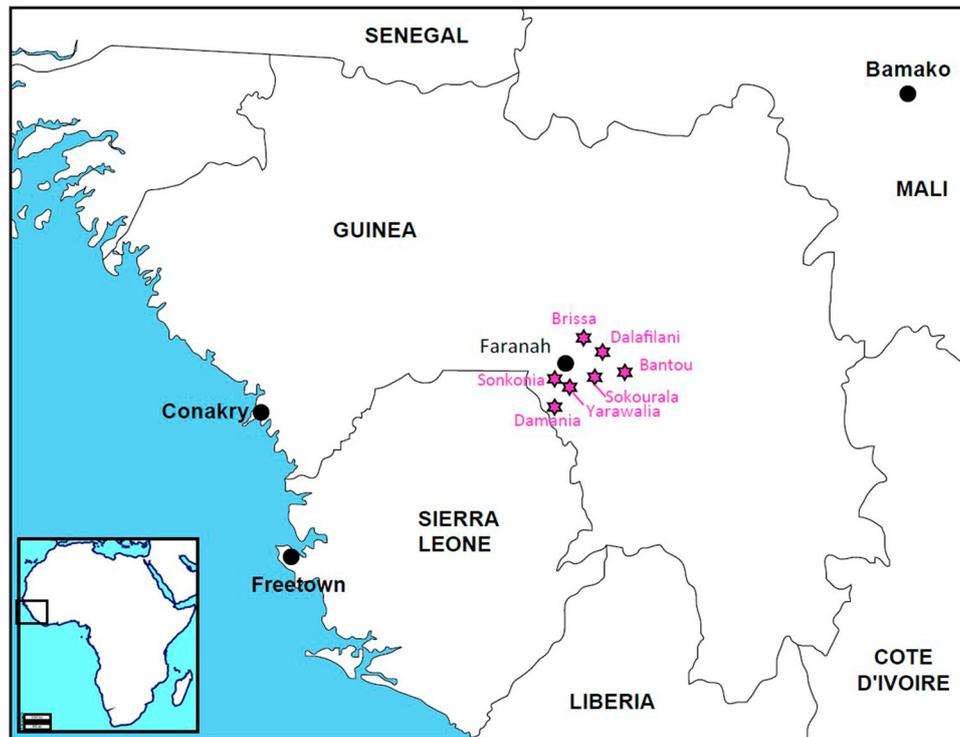 SENEGAL
Bamako
MALI
GUINEA
Brissa
Dalafilani
Faranah
Bantou
Sonkonia
Sokourala
Yarawalia
Damania
Conakry
SIERRA
LEONE
Freetown
COTE
D'IVOIRE
LIBERIA